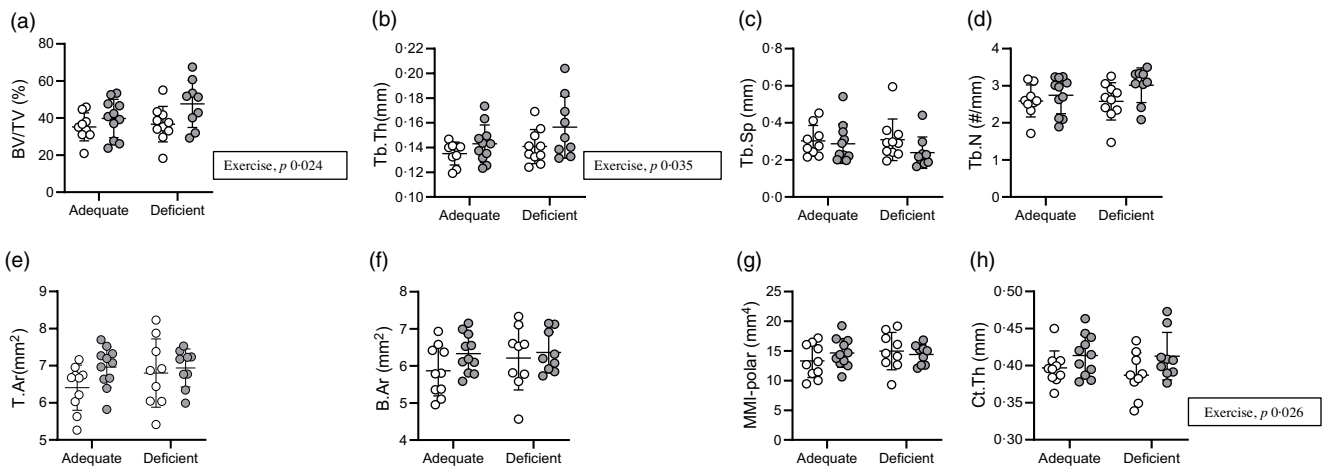 (a)
BV/TV (%)
80
60
40
20
0
Adequate
Deficient
Exercise, p 0·024
(b)
Tb.Th(mm)
0·22
0·20
0·18
0·16
0·14
0·12
0·10
Adequate
Deficient
Exercise, p 0·035
(c)
Tb.Sp (mm)
0·8
0·6
0·4
0·2
0·0
Adequate
Deficient
(d)
Tb.N (#/mm)
4
3
2
1
0
Adequate
Deficient
(e)
T.Ar(mm²)
9
8
7
6
5
Adequate
Deficient
(f)
B.Ar (mm²)
8
7
6
5
4
Adequate
Deficient
(g)
MMI-polar (mm⁴)
25
20
15
10
5
0
Adequate
Deficient
(h)
Ct.Th (mm)
0·50
0·45
0·40
0·35
0·30
Adequate
Deficient
Exercise, p 0·026